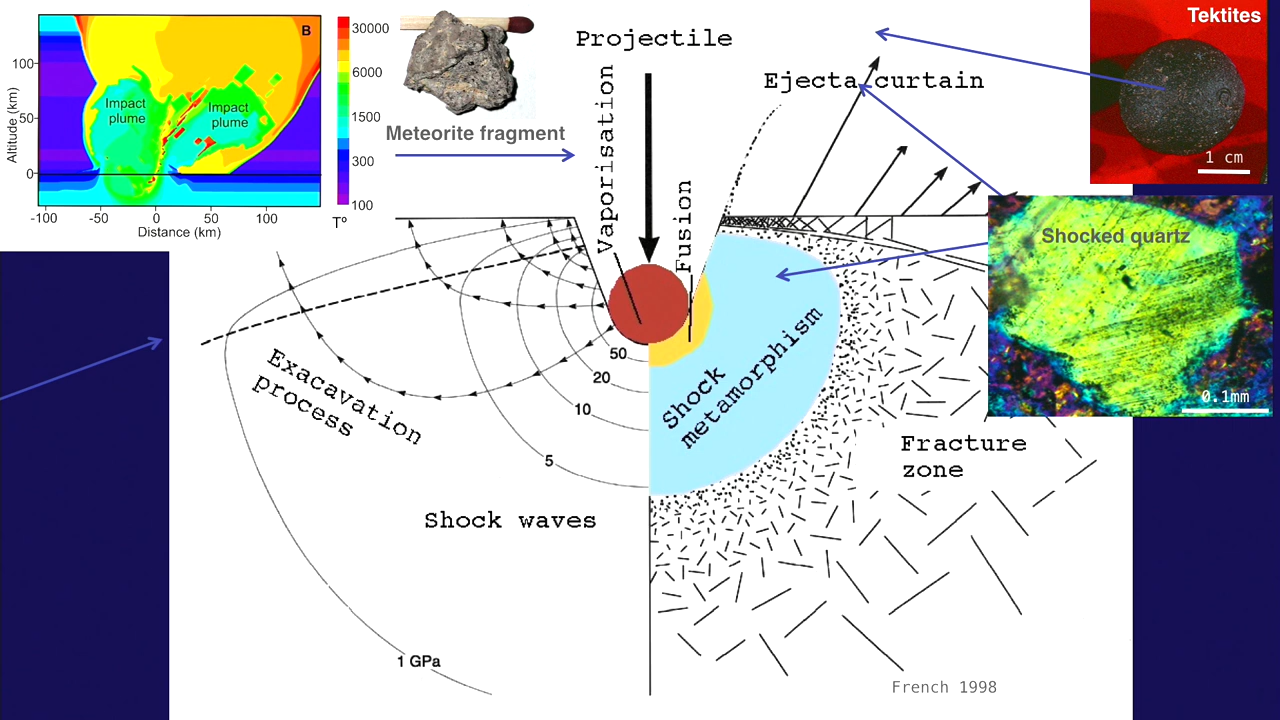 B
30000
6000
1500
300
100
T°
Altitude (km)
100
50
0
Impact
plume
Impact
plume
-100
-50
0
50
100
Distance (km)
Meteorite fragment
Projectile
Vaporisation
Fusion
Ejecta curtain
Tektites
1 cm
Shocked quartz
0.1mm
Exacavation
process
50
20
10
5
1 GPa
Shock waves
Shock
metamorphism
Fracture
zone
French 1998